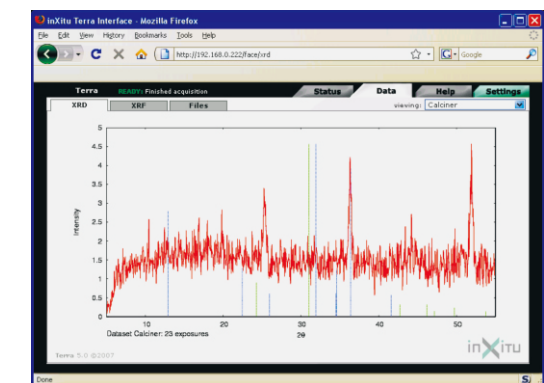 inXitu Terra Interface - Mozilla Firefox
File Edit View History Bookmarks Tools Help
http://192.168.0.222/face/xrd
G Google
Terra READY: Finished acquisition Status Data Help Settings
XRD XRF Files viewing: Calciner
5
4.5
4
3.5
3
2.5
2
1.5
1
0.5
0
Intensity
10 20 30 40 50
Dataset Calciner: 23 exposures 2θ
inXitu
Terra 5.0 @2007
Done